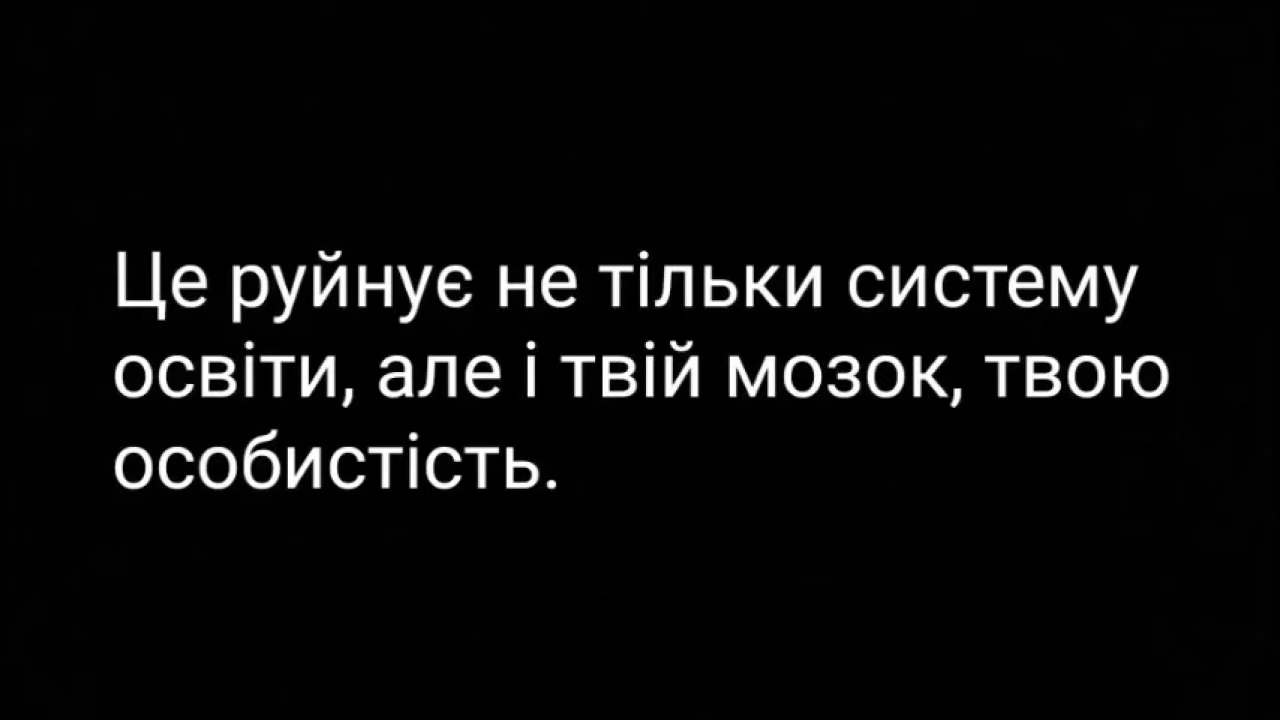 Це руйнує не тільки систему
освіти, але і твій мозок, твою
особистість.